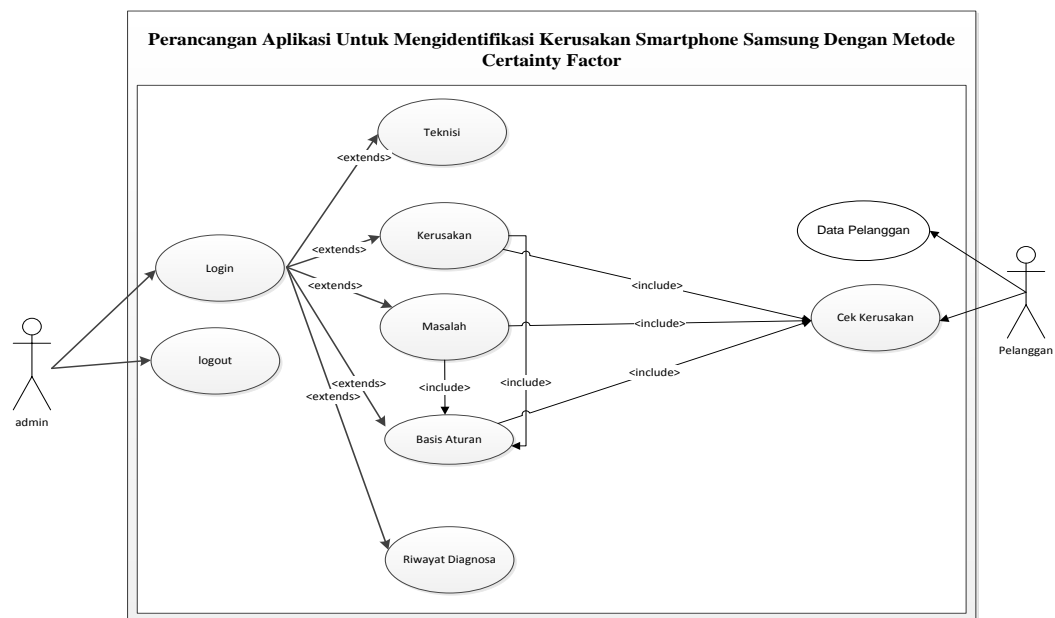 Perancangan Aplikasi Untuk Mengidentifikasi Kerusakan Smartphone Samsung Dengan Metode
Certainty Factor
Teknisi
<extends>
Kerusakan
Data Pelanggan
<extends>
Login
<extends>
<include>
Masalah
<include>
Cek Kerusakan
logout
Pelanggan
<include>
<extends>
<include>
<include>
<extends>
admin
Basis Aturan
Riwayat Diagnosa